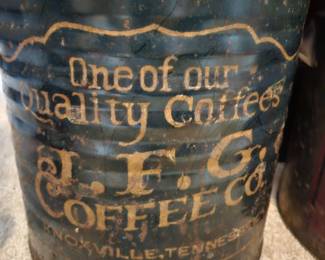 One of our
Quality Coffees
J. F. G.
COFFEE CO.
KNOXVILLE, TENNESSEE